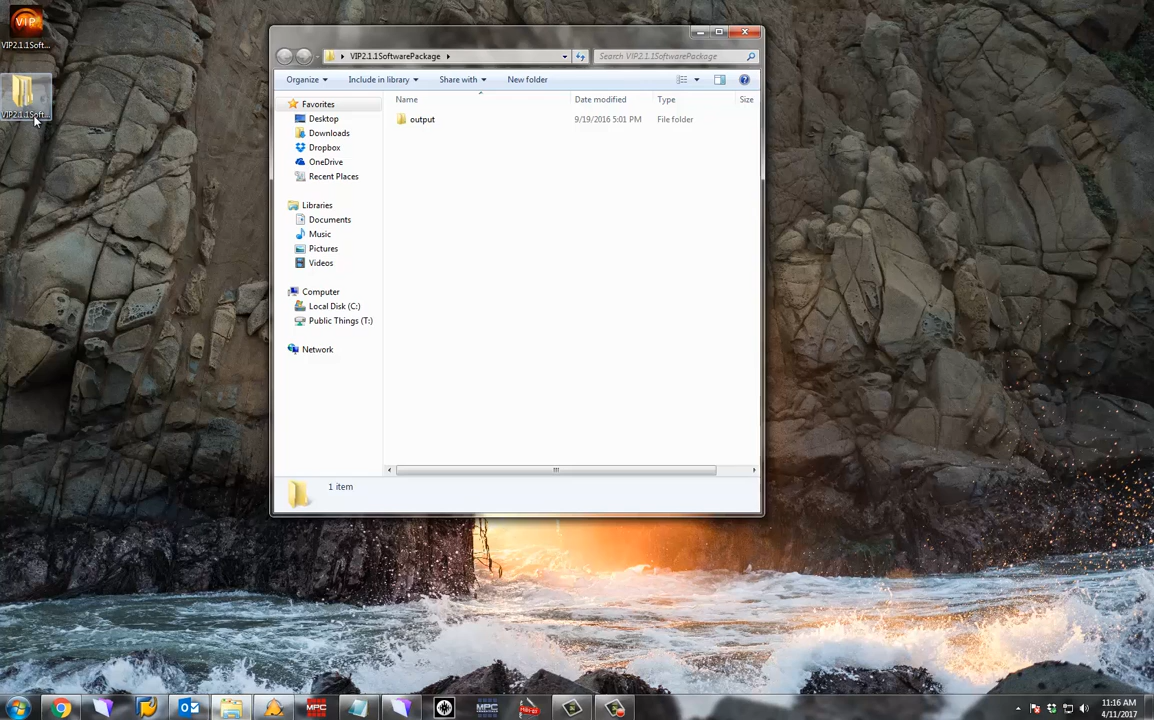 VIP
VIP2.1.1Soft...
VIP2.1.1Soft...
VIP2.1.1SoftwarePackage
Search VIP2.1.1SoftwarePackage
Organize
Include in library
Share with
New folder
Name
Date modified
Type
Size
output
9/19/2016 5:01 PM
File folder
Favorites
Desktop
Downloads
Dropbox
OneDrive
Recent Places
Libraries
Documents
Music
Pictures
Videos
Computer
Local Disk (C:)
Public Things (T:)
Network
1 item
MPC
MPC
11:16 AM
4/11/2017